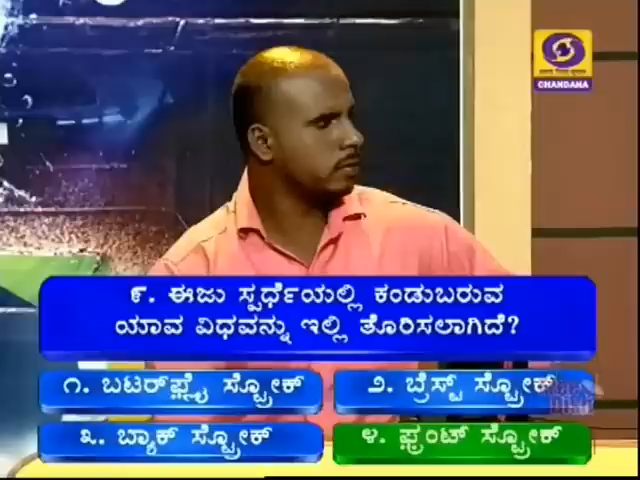 CHANDANA
೯. ಈಜು ಸ್ಪರ್ಧೆಯಲ್ಲಿ ಕಂಡುಬರುವ
ಯಾವ ವಿಧವನ್ನು ಇಲ್ಲಿ ತೋರಿಸಲಾಗಿದೆ?
೧. ಬಟರ್‌ಫ್ಲೈ ಸ್ಟ್ರೋಕ್
೨. ಬ್ರೆಸ್ಟ್ ಸ್ಟ್ರೋಕ್
೩. ಬ್ಯಾಕ್ ಸ್ಟ್ರೋಕ್
೪. ಫ್ರಂಟ್ ಸ್ಟ್ರೋಕ್